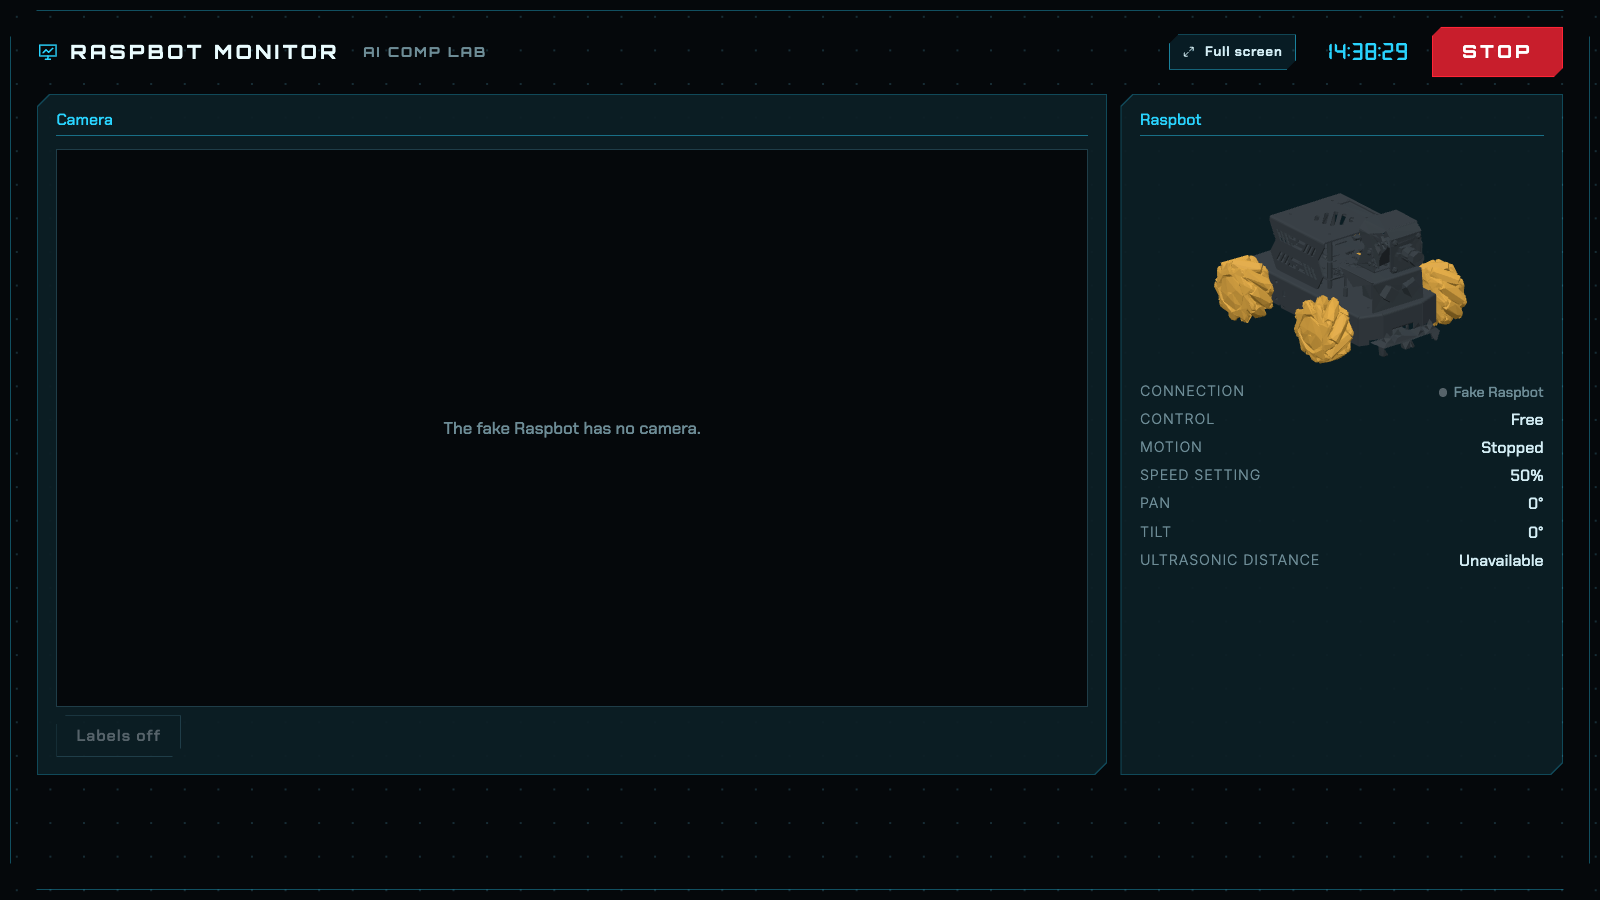 RASPBOT MONITOR AI COMP LAB Full screen 14:38:29 STOP
Camera
The fake Raspbot has no camera.
Labels off
Raspbot
CONNECTION Fake Raspbot
CONTROL Free
MOTION Stopped
SPEED SETTING 50%
PAN 0°
TILT 0°
ULTRASONIC DISTANCE Unavailable